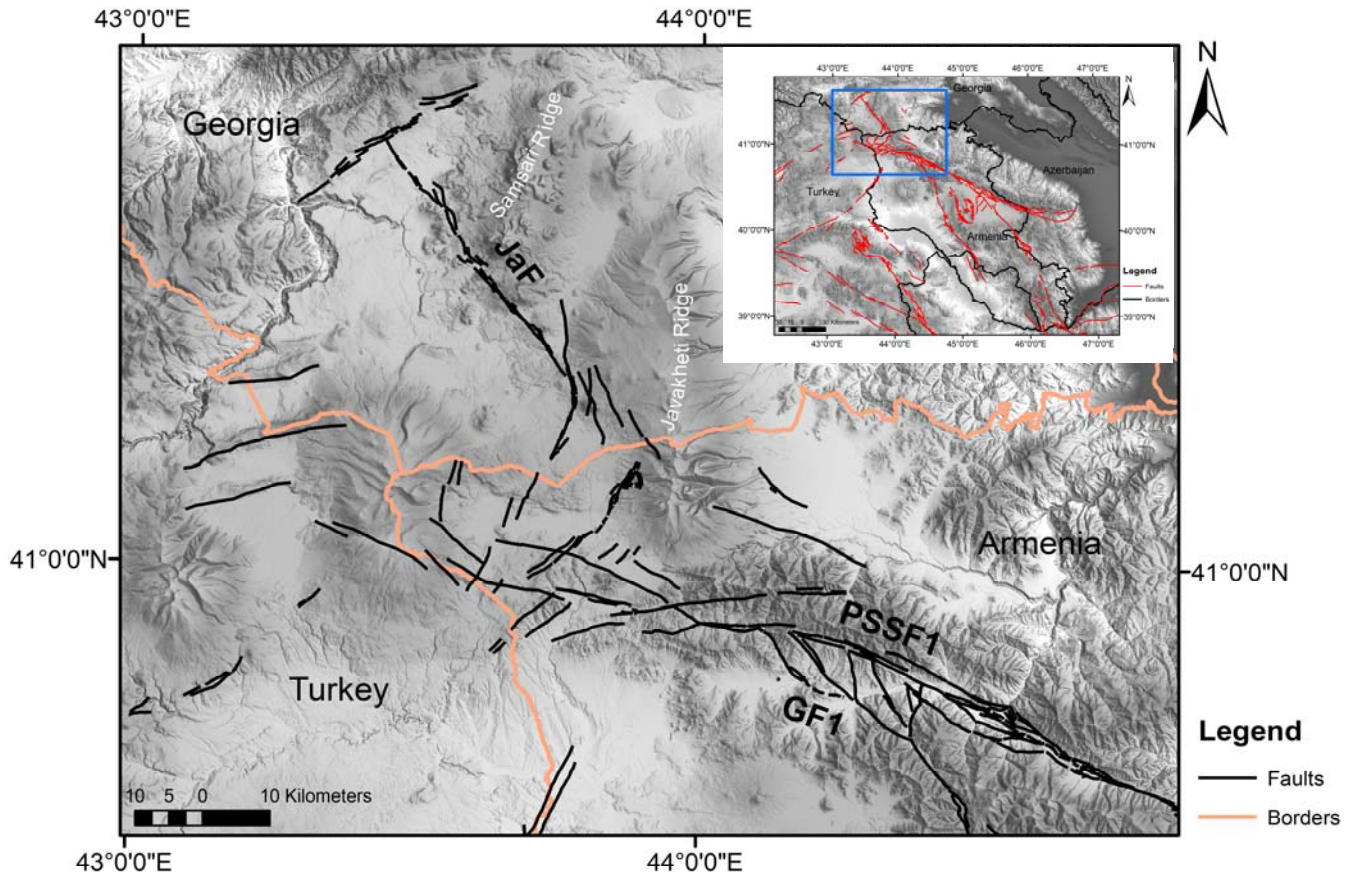 43°0'0"E 44°0'0"E
N
Georgia
Samsari Ridge
JaF
Javakheti Ridge
41°0'0"N
41°0'0"N
Armenia
PSSF1
GF1
Turkey
Legend
Faults
Borders
10 5 0 10 Kilometers
43°0'0"E 44°0'0"E
43°0'0"E 44°0'0"E 45°0'0"E 46°0'0"E 47°0'0"E
N
Georgia
41°0'0"N 41°0'0"N
Azerbaijan
Turkey
40°0'0"N 40°0'0"N
Armenia
Legend
Faults
Borders
39°0'0"N 39°0'0"N
Kilometers
43°0'0"E 44°0'0"E 45°0'0"E 46°0'0"E 47°0'0"E